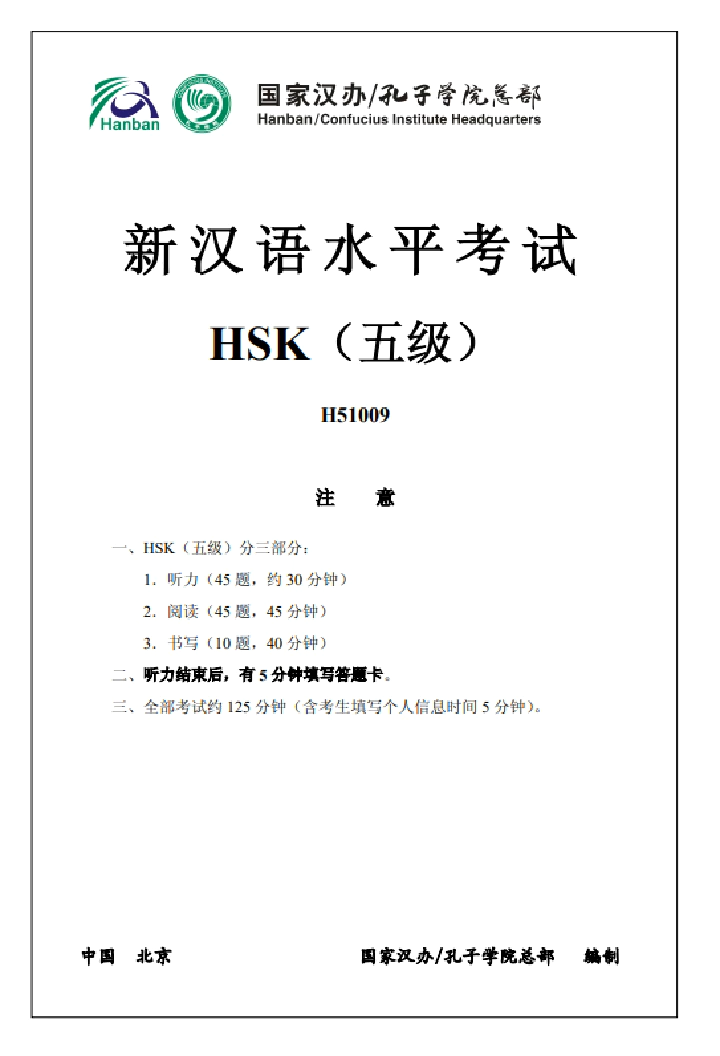 Hanban
国家汉办/孔子学院总部
Hanban/Confucius Institute Headquarters
新汉语水平考试
HSK（五级）
H51009
注 意
一、HSK（五级）分三部分：
1．听力（45 题，约 30 分钟）
2．阅读（45 题，45 分钟）
3．书写（10 题，40 分钟）
二、听力结束后，有 5 分钟填写答题卡。
三、全部考试约 125 分钟（含考生填写个人信息时间 5 分钟）。
中国 北京 国家汉办/孔子学院总部 编制